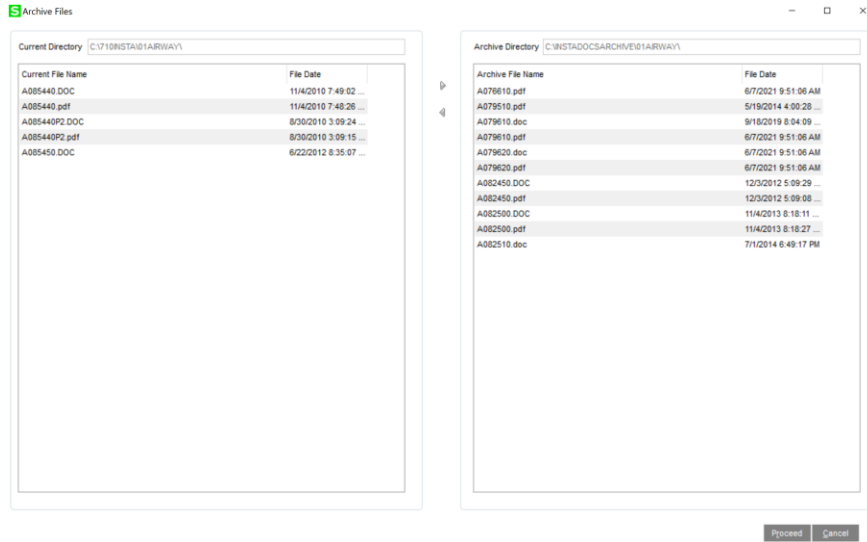 S Archive Files
Current Directory C:\710INSTA\01AIRWAY\
Current File Name File Date
A085440.DOC 11/4/2010 7:49:02 ...
A085440.pdf 11/4/2010 7:48:26 ...
A085440P2.DOC 8/30/2010 3:09:24 ...
A085440P2.pdf 8/30/2010 3:09:15 ...
A085450.DOC 6/22/2012 8:35:07 ...
Archive Directory C:\INSTADOCSARCHIVE\01AIRWAY\
Archive File Name File Date
A076610.pdf 6/7/2021 9:51:06 AM
A079510.pdf 5/19/2014 4:00:28 ...
A079610.doc 9/18/2019 8:04:09 ...
A079610.pdf 6/7/2021 9:51:06 AM
A079620.doc 6/7/2021 9:51:06 AM
A079620.pdf 6/7/2021 9:51:06 AM
A082450.DOC 12/3/2012 5:09:29 ...
A082450.pdf 12/3/2012 5:09:08 ...
A082500.DOC 11/4/2013 8:18:11 ...
A082500.pdf 11/4/2013 8:18:27 ...
A082510.doc 7/1/2014 6:49:17 PM
Proceed Cancel